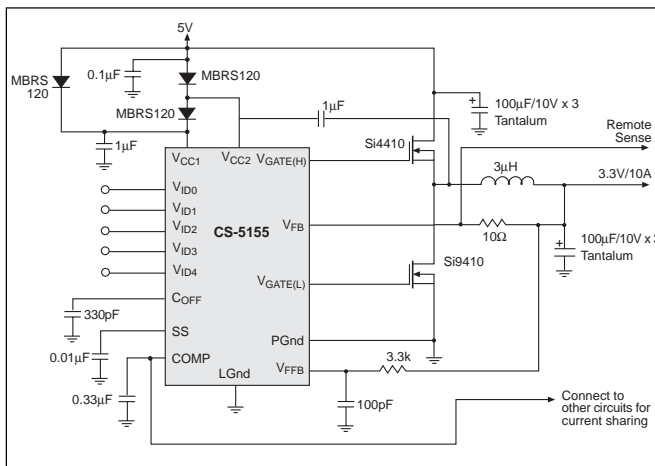 5V
MBRS
120
0.1µF
MBRS120
MBRS120
1µF
1µF
100µF/10V x 3
Tantalum
Remote
Sense
Si4410
VCC1
VCC2
VGATE(H)
3µH
3.3V/10A
VID0
VID1
VID2
VID3
VID4
CS-5155
VFB
10Ω
100µF/10V x 3
Tantalum
Si9410
VGATE(L)
COFF
330pF
SS
PGnd
0.01µF
COMP
VFFB
3.3k
LGnd
0.33µF
100pF
Connect to
other circuits for
current sharing